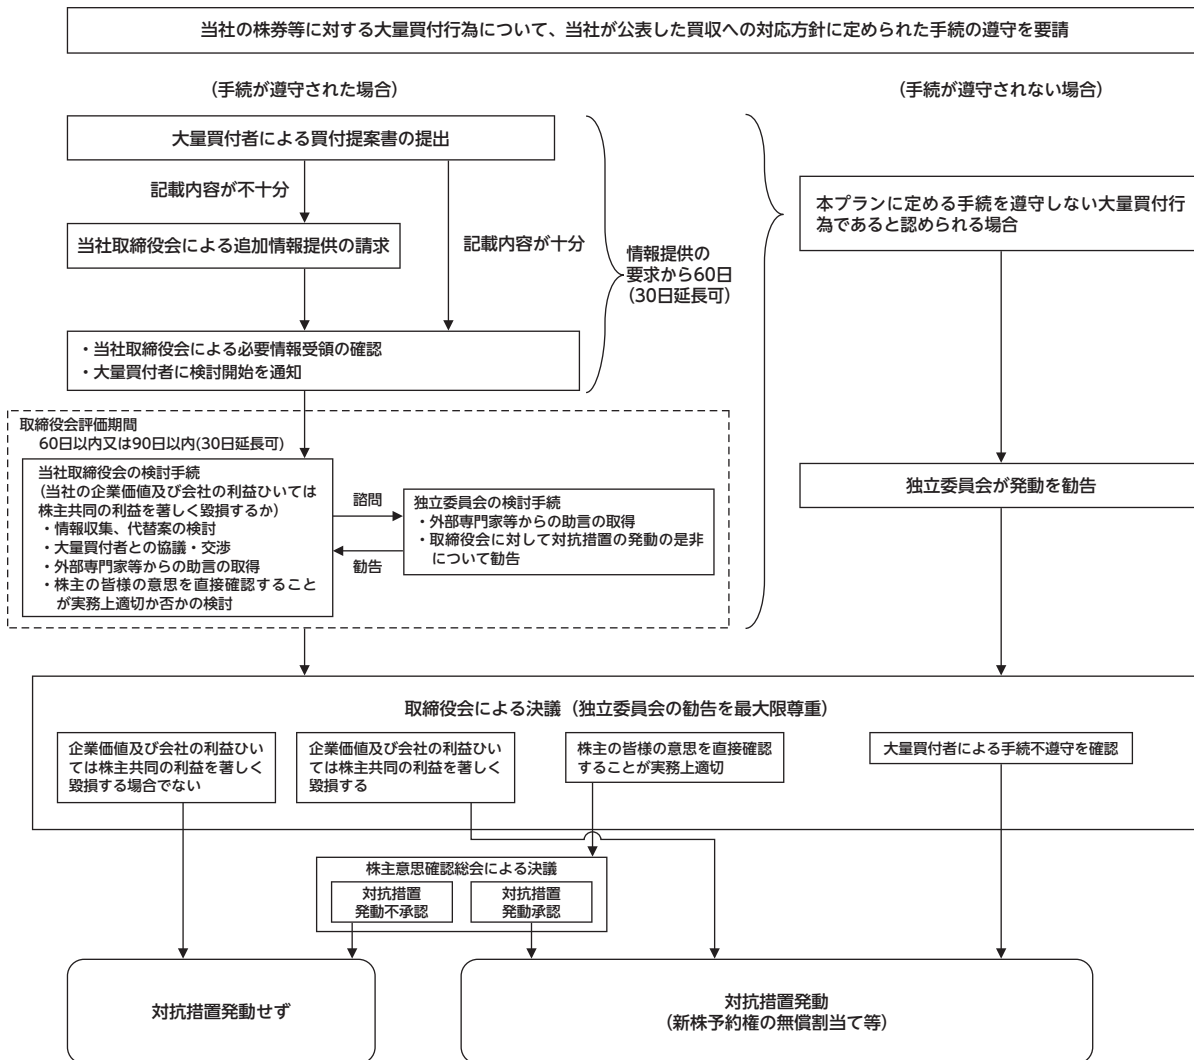 当社の株券等に対する大量買付行為について、当社が公表した買収への対応方針に定められた手続の遵守を要請
(手続が遵守された場合)
(手続が遵守されない場合)
大量買付者による買付提案書の提出
記載内容が不十分
当社取締役会による追加情報提供の請求
記載内容が十分
・当社取締役会による必要情報受領の確認
・大量買付者に検討開始を通知
情報提供の
要求から60日
(30日延長可)
本プランに定める手続を遵守しない大量買付行
為であると認められる場合
取締役会評価期間
60日以内又は90日以内(30日延長可)
当社取締役会の検討手続
(当社の企業価値及び会社の利益ひいては
株主共同の利益を著しく毀損するか)
・情報収集、代替案の検討
・大量買付者との協議・交渉
・外部専門家等からの助言の取得
・株主の皆様の意思を直接確認すること
が実務上適切か否かの検討
諮問
勧告
独立委員会の検討手続
・外部専門家等からの助言の取得
・取締役会に対して対抗措置の発動の是非
について勧告
独立委員会が発動を勧告
取締役会による決議（独立委員会の勧告を最大限尊重）
企業価値及び会社の利益ひい
ては株主共同の利益を著しく
毀損する場合でない
企業価値及び会社の利益ひい
ては株主共同の利益を著しく
毀損する
株主の皆様の意思を直接確認
することが実務上適切
大量買付者による手続不遵守を確認
株主意思確認総会による決議
対抗措置
発動不承認
対抗措置
発動承認
対抗措置発動せず
対抗措置発動
（新株予約権の無償割当て等）